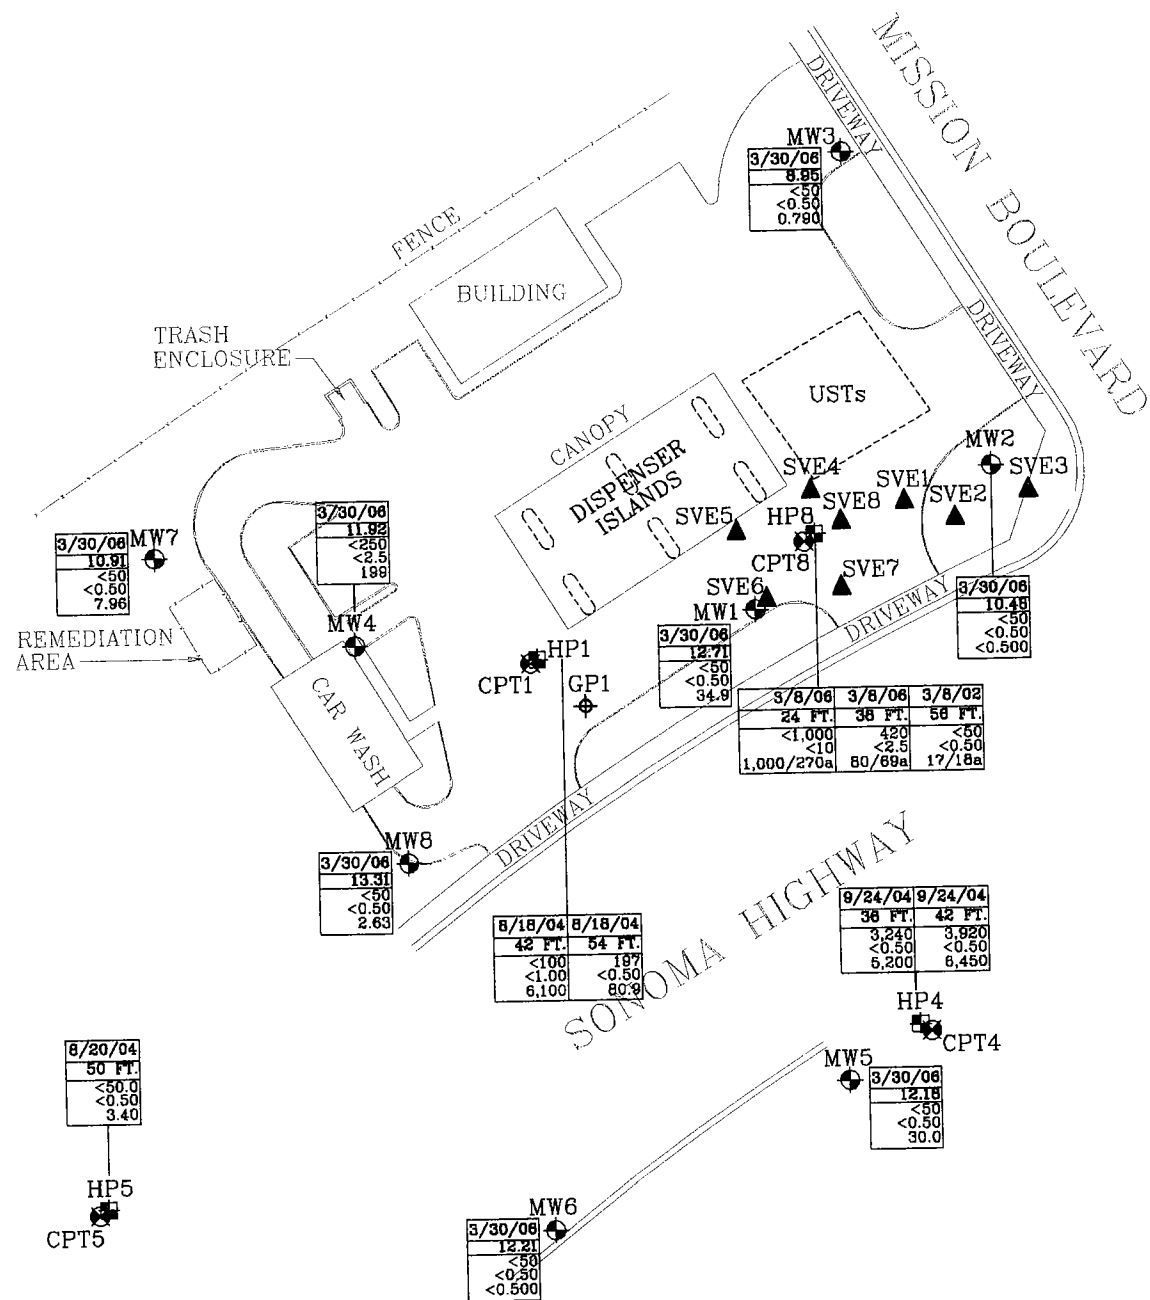 MISSION BOULEVARD
DRIVEWAY
MW3
3/30/06
8.95
<50
<0.50
0.790
FENCE
BUILDING
TRASH
ENCLOSURE
DRIVEWAY
USTs
CANOPY
DISPENSER
ISLANDS
MW2
SVE4
SVE1
SVE3
SVE2
SVE8
SVE5
HP8
CPT8
SVE7
SVE6
MW1
3/30/06
12.71
<50
<0.50
34.9
DRIVEWAY
3/30/06
10.48
<50
<0.50
<0.500
3/30/06
11.92
<250
<2.5
199
MW4
MW7
3/30/06
10.91
<50
<0.50
7.96
REMEDIATION
AREA
HP1
CPT1
GP1
CAR WASH
3/8/06 3/8/06 3/8/02
24 FT. 36 FT. 56 FT.
<1,000 420 <50
<10 <2.5 <0.50
1,000/270a 80/69a 17/18a
DRIVEWAY
MW8
3/30/06
13.31
<50
<0.50
2.63
SONOMA HIGHWAY
8/18/04 8/18/04
42 FT. 54 FT.
<100 197
<1.00 <0.50
6,100 80.9
9/24/04 9/24/04
36 FT. 42 FT.
3,240 3,920
<0.50 <0.50
5,200 6,450
HP4
CPT4
MW5
3/30/06
12.18
<50
<0.50
30.0
8/20/04
50 FT.
<50.0
<0.50
3.40
HP5
CPT5
MW6
3/30/06
12.21
<50
<0.50
<0.500